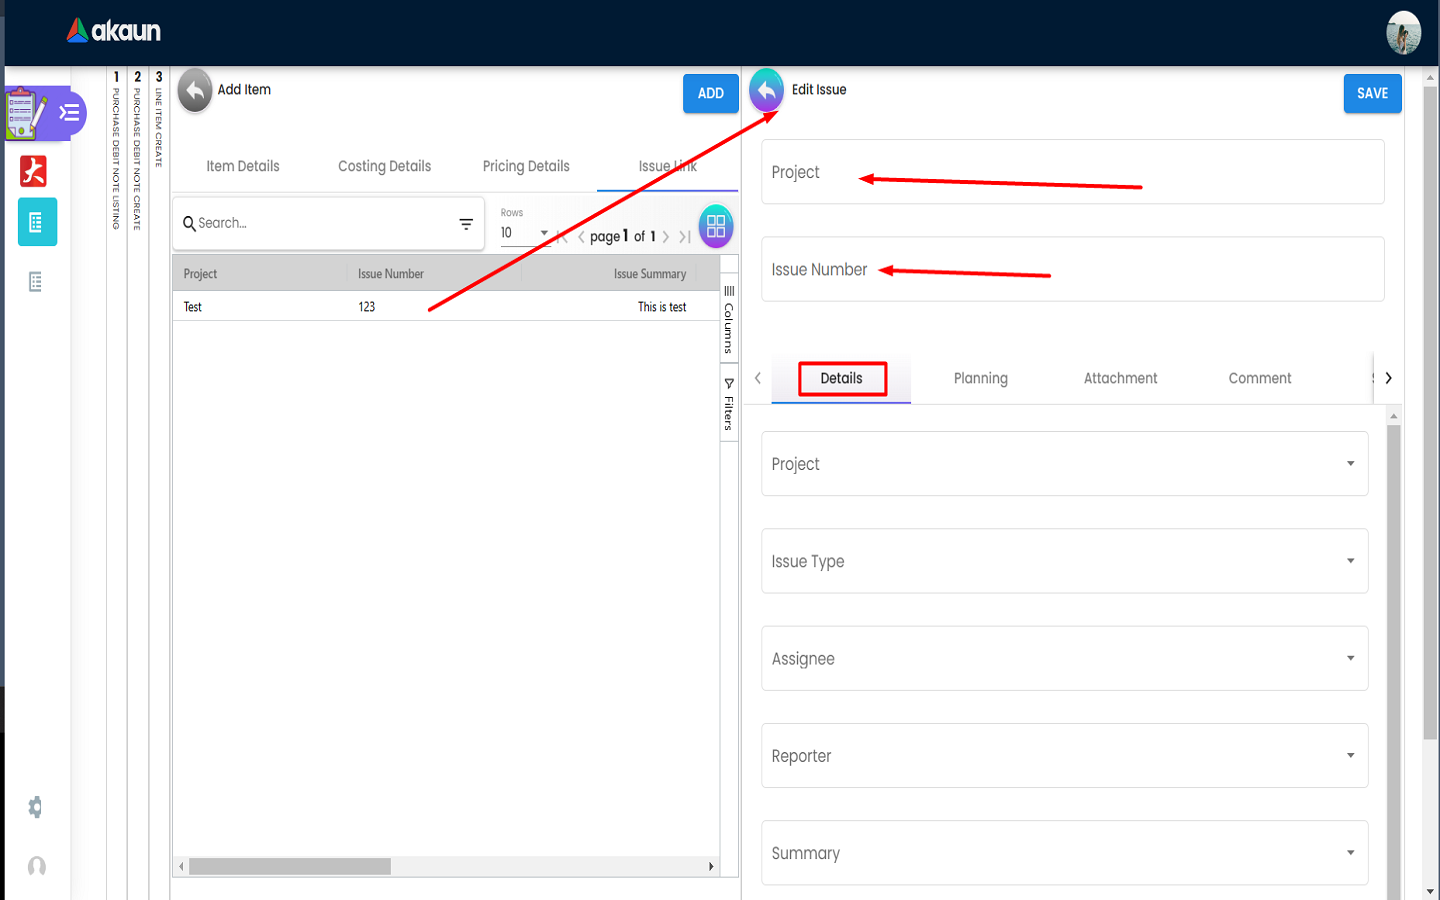 akaun
1 PURCHASE DEBIT NOTE LISTING
2 PURCHASE DEBIT NOTE CREATE
3 LINE ITEM CREATE
Add Item
ADD
Item Details
Costing Details
Pricing Details
Issue Link
Search...
Rows
10
page 1 of 1
Project
Issue Number
Issue Summary
Test
123
This is test
Columns
Filters
Edit Issue
SAVE
Project
Issue Number
Details
Planning
Attachment
Comment
Project
Issue Type
Assignee
Reporter
Summary